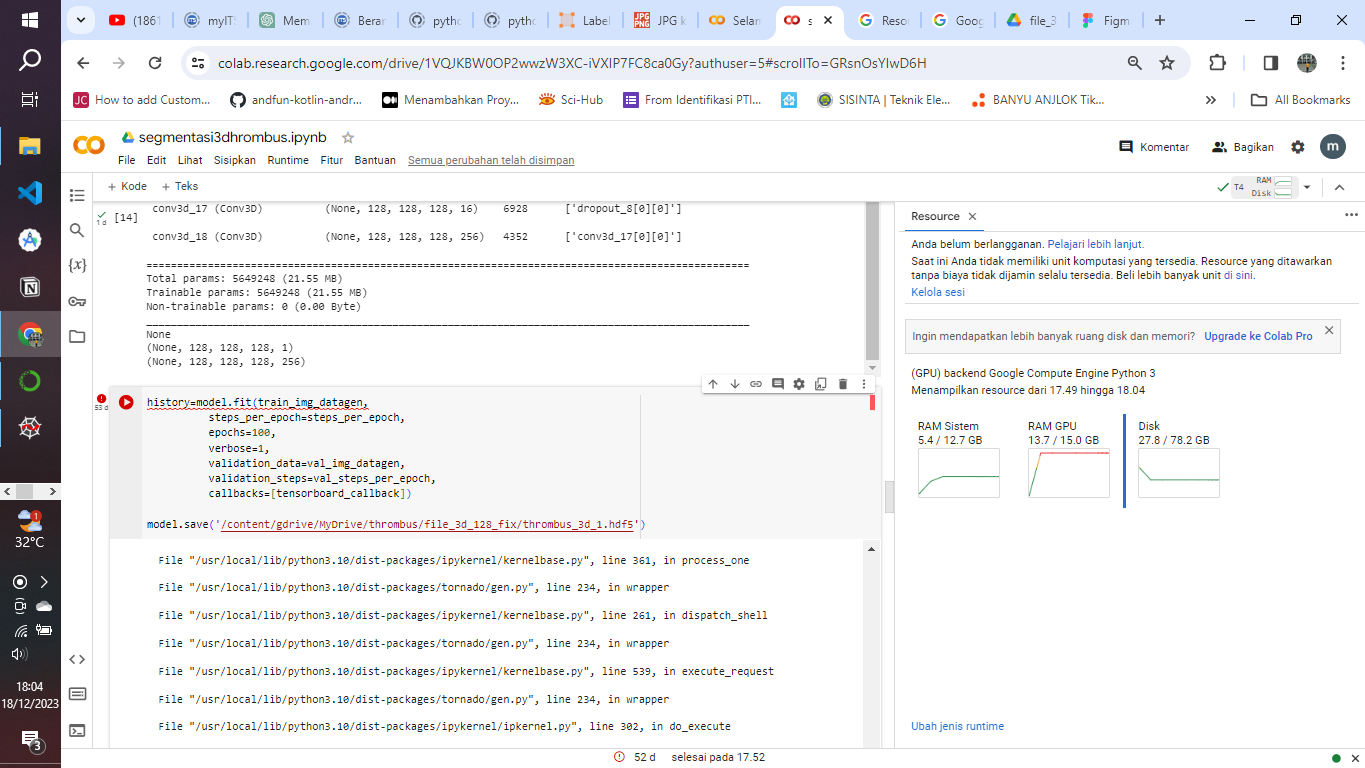 (1861
myIT
Mem
Berar
pytho
pytho
Label
JPG k
Selan
s
Reso
Goog
file_3
Figm
colab.research.google.com/drive/1VQJKBW0OP2wwzW3XC-iVXIP7FC8ca0Gy?authuser=5#scrollTo=GRsnOsYIwD6H
How to add Custom...
andfun-kotlin-andr...
Menambahkan Proy...
Sci-Hub
From Identifikasi PTI...
SISINTA | Teknik Ele...
BANYU ANJLOK Tik...
All Bookmarks
segmentasi3dhrombus.ipynb
File Edit Lihat Sisipkan Runtime Fitur Bantuan Semua perubahan telah disimpan
Komentar
Bagikan
m
+ Kode + Teks
T4
RAM
Disk
1 d
[14]
conv3d_17 (Conv3D) (None, 128, 128, 128, 16) 6928 ['dropout_8[0][0]']
conv3d_18 (Conv3D) (None, 128, 128, 128, 256) 4352 ['conv3d_17[0][0]']
Total params: 5649248 (21.55 MB)
Trainable params: 5649248 (21.55 MB)
Non-trainable params: 0 (0.00 Byte)
None
(None, 128, 128, 128, 1)
(None, 128, 128, 128, 256)
53 d
history=model.fit(train_img_datagen,
steps_per_epoch=steps_per_epoch,
epochs=100,
verbose=1,
validation_data=val_img_datagen,
validation_steps=val_steps_per_epoch,
callbacks=[tensorboard_callback])
model.save('/content/gdrive/MyDrive/thrombus/file_3d_128_fix/thrombus_3d_1.hdf5')
File "/usr/local/lib/python3.10/dist-packages/ipykernel/kernelbase.py", line 361, in process_one
File "/usr/local/lib/python3.10/dist-packages/tornado/gen.py", line 234, in wrapper
File "/usr/local/lib/python3.10/dist-packages/ipykernel/kernelbase.py", line 261, in dispatch_shell
File "/usr/local/lib/python3.10/dist-packages/tornado/gen.py", line 234, in wrapper
File "/usr/local/lib/python3.10/dist-packages/ipykernel/kernelbase.py", line 539, in execute_request
File "/usr/local/lib/python3.10/dist-packages/tornado/gen.py", line 234, in wrapper
File "/usr/local/lib/python3.10/dist-packages/ipykernel/ipkernel.py", line 302, in do_execute
52 d selesai pada 17.52
Resource
Anda belum berlangganan. Pelajari lebih lanjut.
Saat ini Anda tidak memiliki unit komputasi yang tersedia. Resource yang ditawarkan
tanpa biaya tidak dijamin selalu tersedia. Beli lebih banyak unit di sini.
Kelola sesi
Ingin mendapatkan lebih banyak ruang disk dan memori? Upgrade ke Colab Pro
(GPU) backend Google Compute Engine Python 3
Menampilkan resource dari 17.49 hingga 18.04
RAM Sistem
5.4 / 12.7 GB
RAM GPU
13.7 / 15.0 GB
Disk
27.8 / 78.2 GB
Ubah jenis runtime
1
32°C
18:04
18/12/2023
3